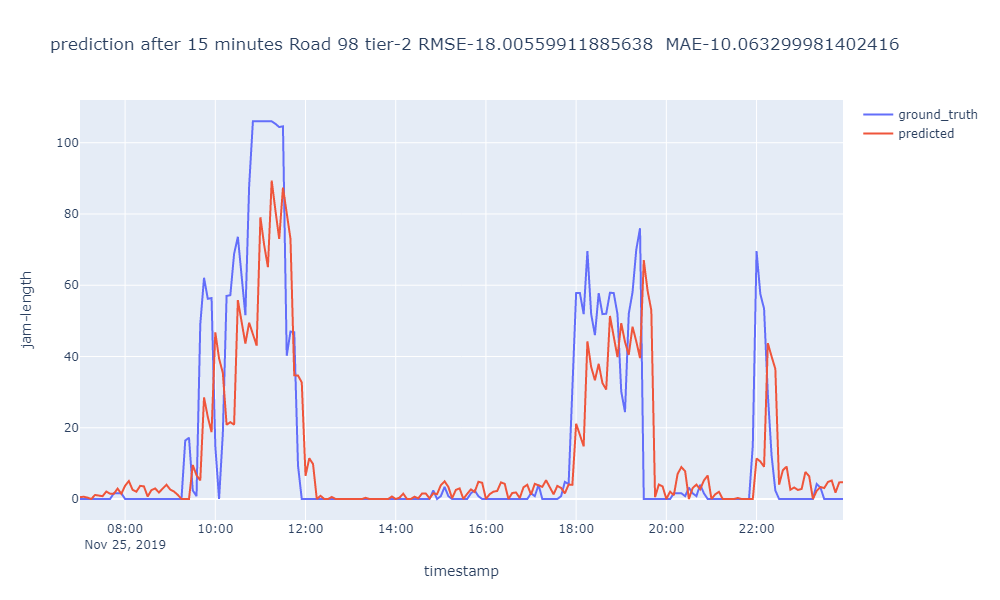 prediction after 15 minutes Road 98 tier-2 RMSE-18.00559911885638  MAE-10.063299981402416
ground_truth
predicted
100
80
60
40
20
0
jam-length
08:00 10:00 12:00 14:00 16:00 18:00 20:00 22:00
Nov 25, 2019
timestamp